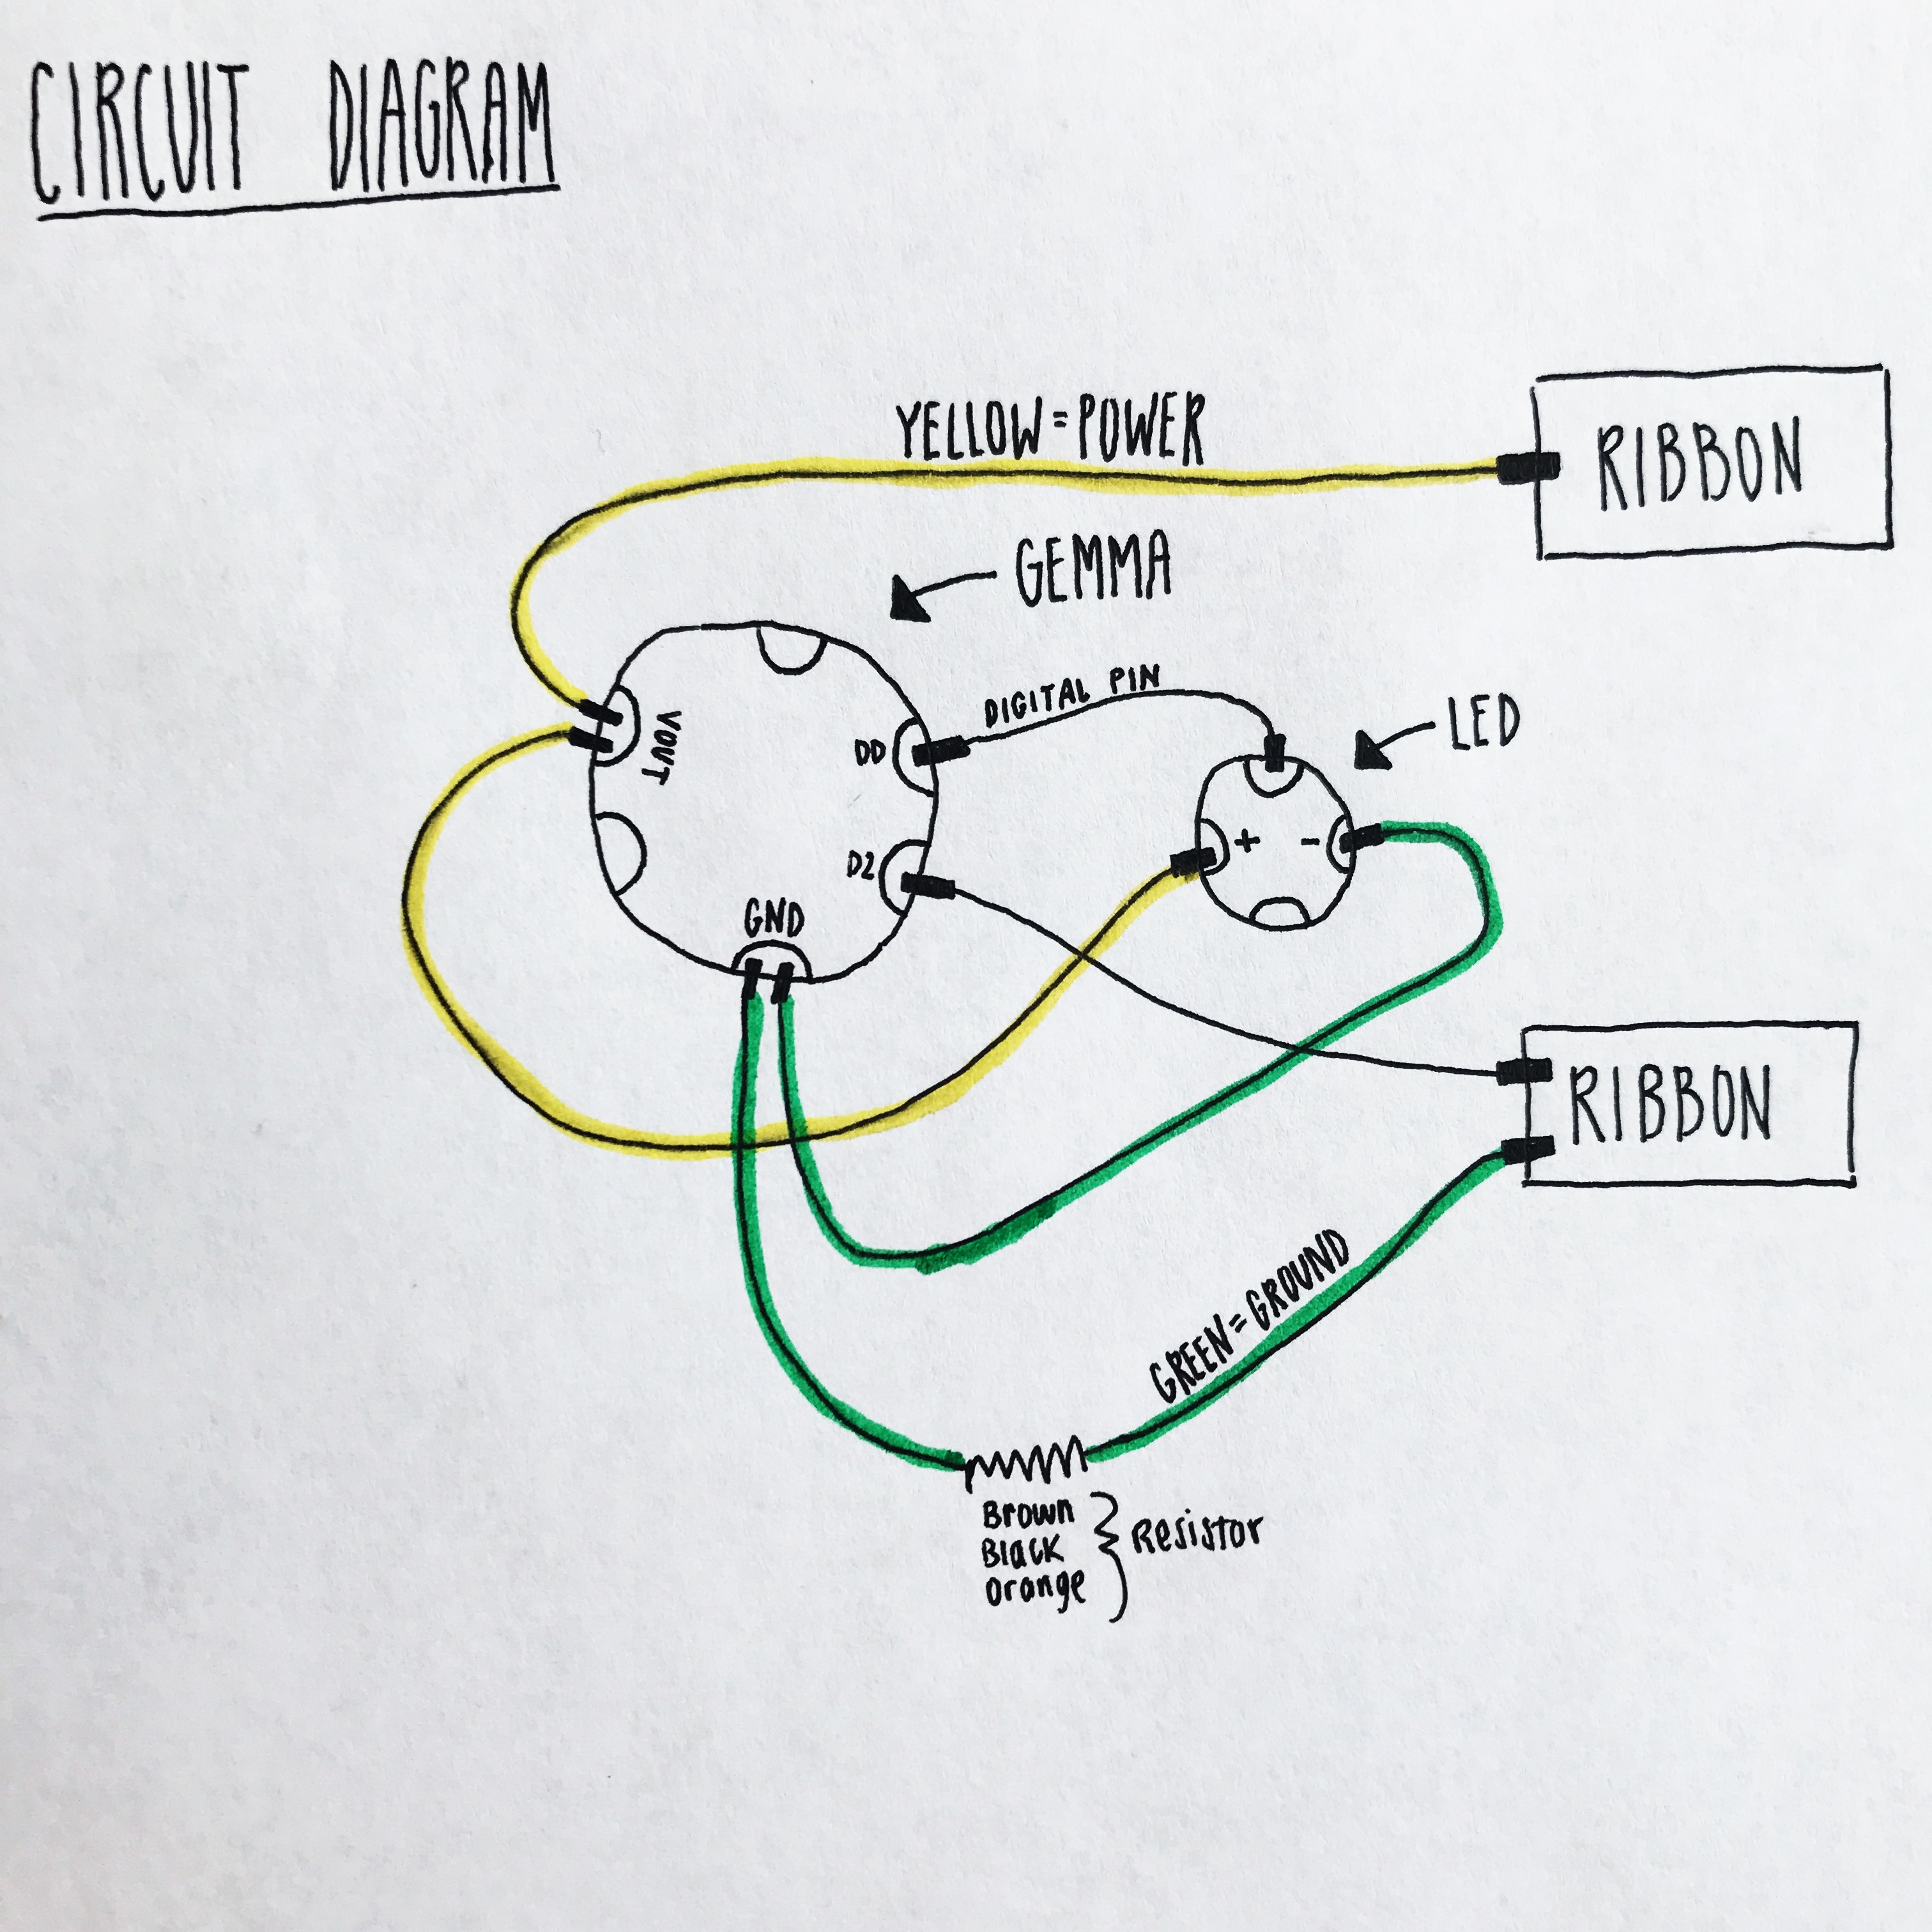 CIRCUIT DIAGRAM
YELLOW = POWER
RIBBON
GEMMA
DIGITAL PIN
LED
VOUT
DD
+ -
D2
GND
RIBBON
GREEN = GROUND
Brown
Black
Orange
Resistor